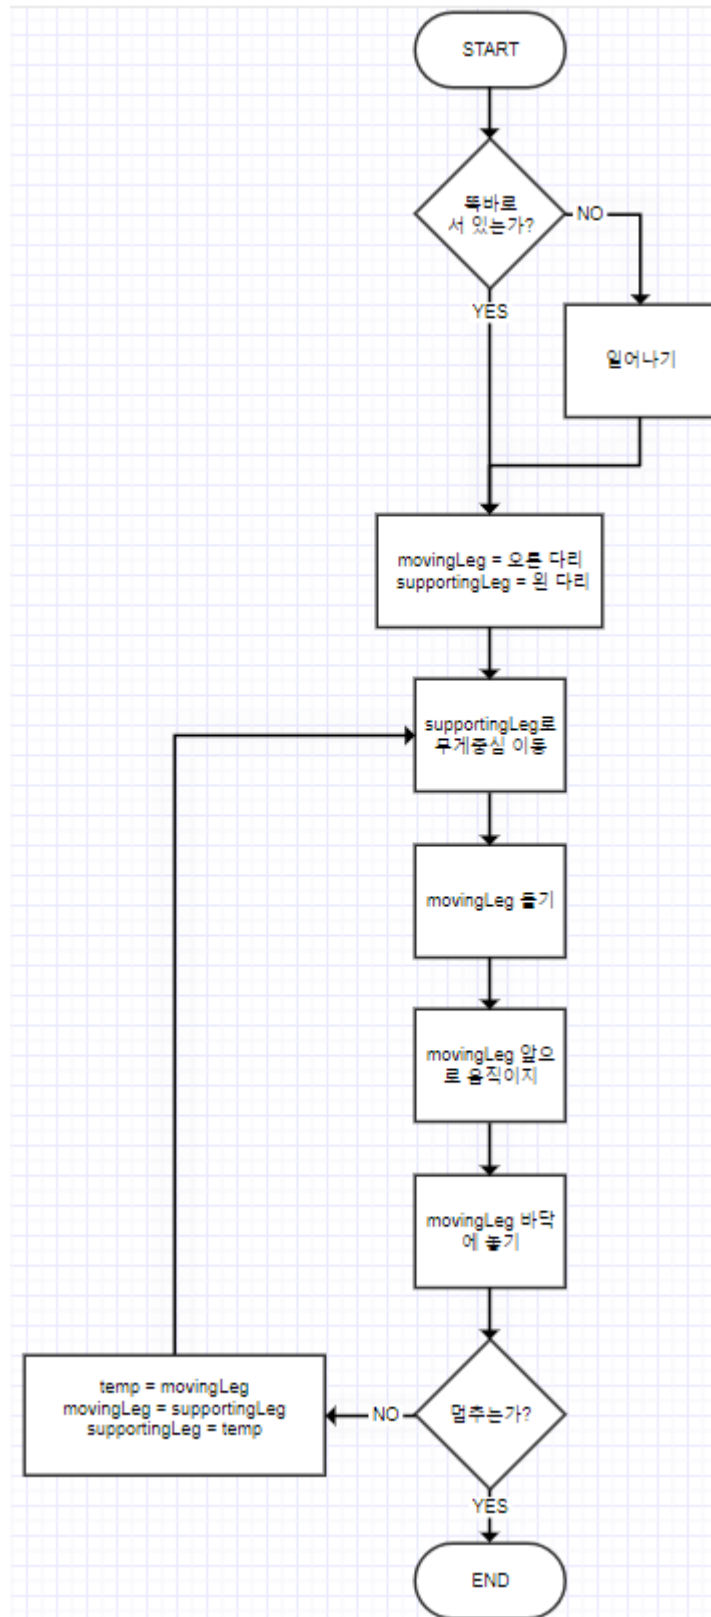 START
똑바로
서 있는가?
NO
YES
일어나기
movingLeg = 오른 다리
supportingLeg = 왼 다리
supportingLeg로
무게중심 이동
movingLeg 들기
movingLeg 앞으
로 움직이지
movingLeg 바닥
에 놓기
멈추는가?
NO
temp = movingLeg
movingLeg = supportingLeg
supportingLeg = temp
YES
END